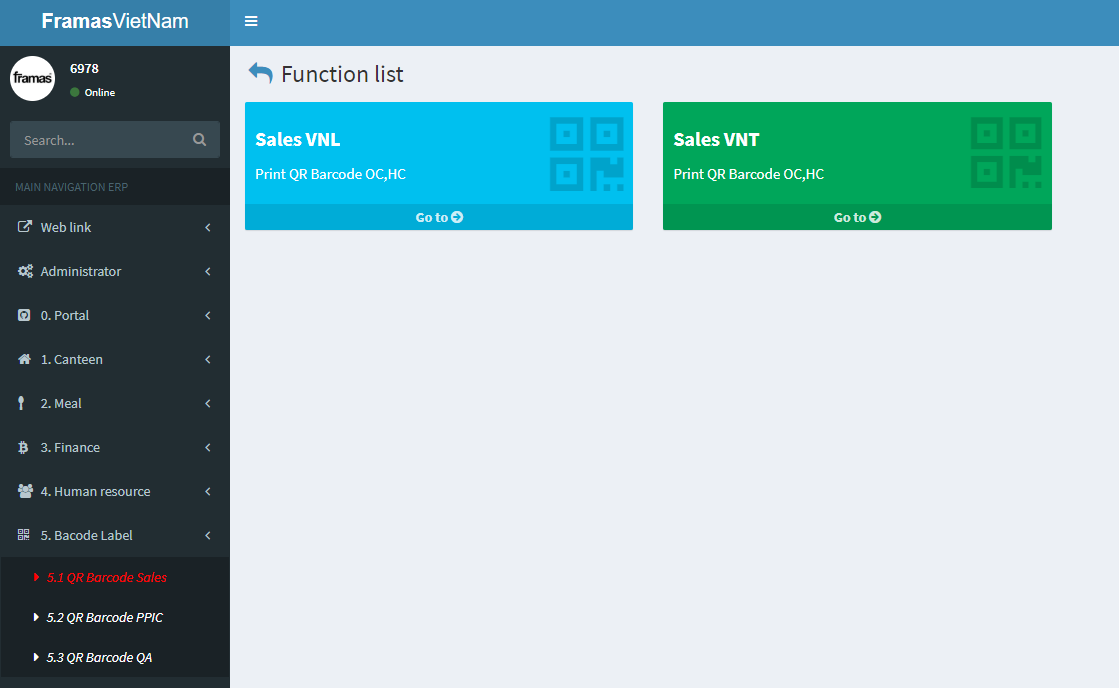 FramasVietNam
framas
6978
Online
Search...
MAIN NAVIGATION ERP
Web link
Administrator
0. Portal
1. Canteen
2. Meal
3. Finance
4. Human resource
5. Bacode Label
5.1 QR Barcode Sales
5.2 QR Barcode PPIC
5.3 QR Barcode QA
Function list
Sales VNL
Print QR Barcode OC,HC
Go to
Sales VNT
Print QR Barcode OC,HC
Go to